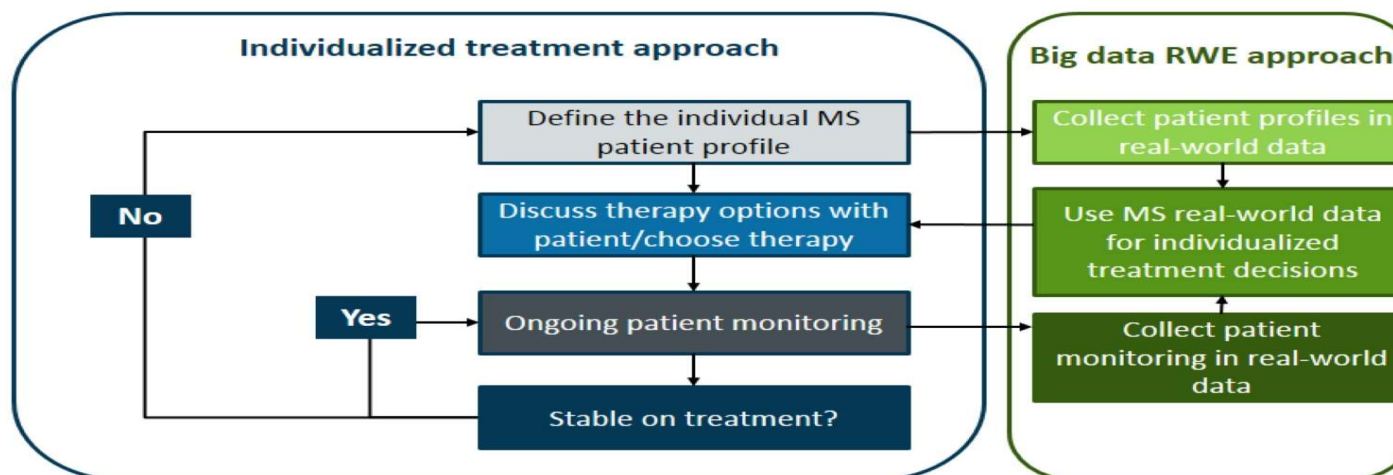 Individualized treatment approach
Big data RWE approach
Define the individual MS
patient profile
Collect patient profiles in
real-world data
No
Discuss therapy options with
patient/choose therapy
Use MS real-world data
for individualized
treatment decisions
Yes
Ongoing patient monitoring
Collect patient
monitoring in real-world
data
Stable on treatment?